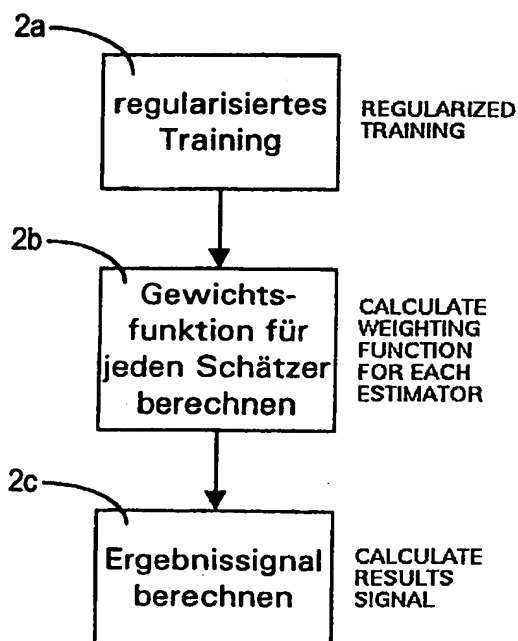 2a
regularisiertes
Training
REGULARIZED
TRAINING
2b
Gewichts-
funktion für
jeden Schätzer
berechnen
CALCULATE
WEIGHTING
FUNCTION
FOR EACH
ESTIMATOR
2c
Ergebnissignal
berechnen
CALCULATE
RESULTS
SIGNAL